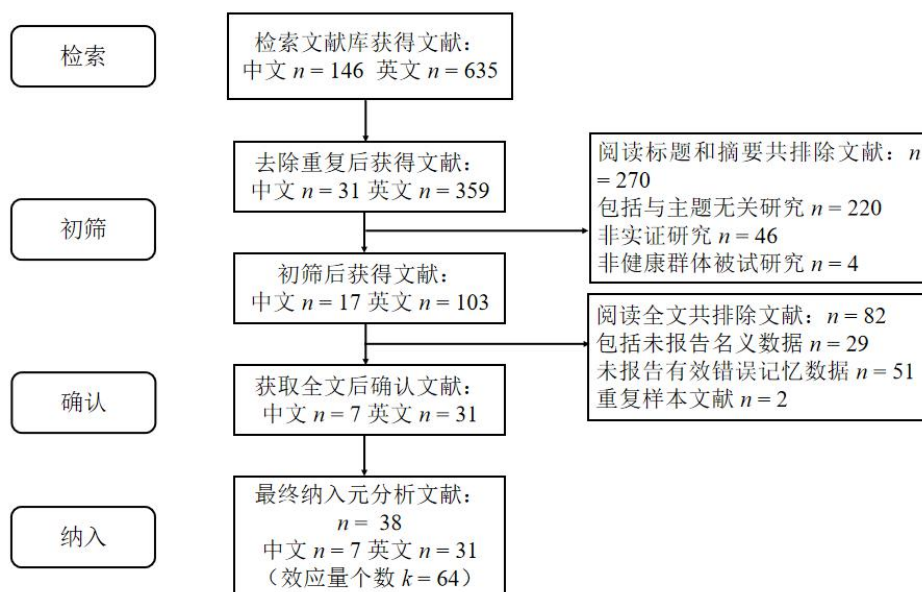 检索
检索文献库获得文献：
中文 n = 146 英文 n = 635
去除重复后获得文献：
中文 n = 31 英文 n = 359
阅读标题和摘要共排除文献：n
= 270
包括与主题无关研究 n = 220
非实证研究 n = 46
非健康群体被试研究 n = 4
初筛
初筛后获得文献：
中文 n = 17 英文 n = 103
阅读全文共排除文献：n = 82
包括未报告名义数据 n = 29
未报告有效错误记忆数据 n = 51
重复样本文献 n = 2
确认
获取全文后确认文献：
中文 n = 7 英文 n = 31
纳入
最终纳入元分析文献：
n = 38
中文 n = 7 英文 n = 31
（效应量个数 k = 64）